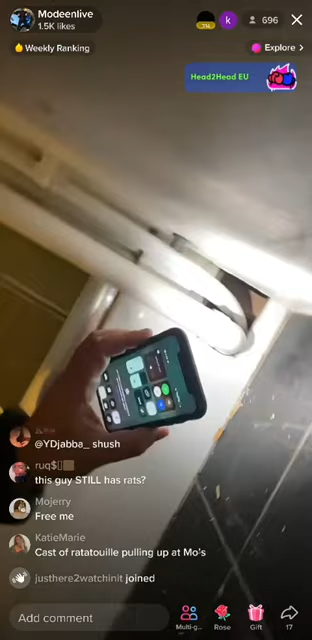 Modeenlive
1.5K likes
k
696
Weekly Ranking
Explore >
Head2Head EU
@YDjabba_ shush
ruq$
this guy STILL has rats?
Mojerry
Free me
KatieMarie
Cast of ratatouille pulling up at Mo's
justhere2watchinit joined
Add comment
Multi-g...
Rose
Gift
17